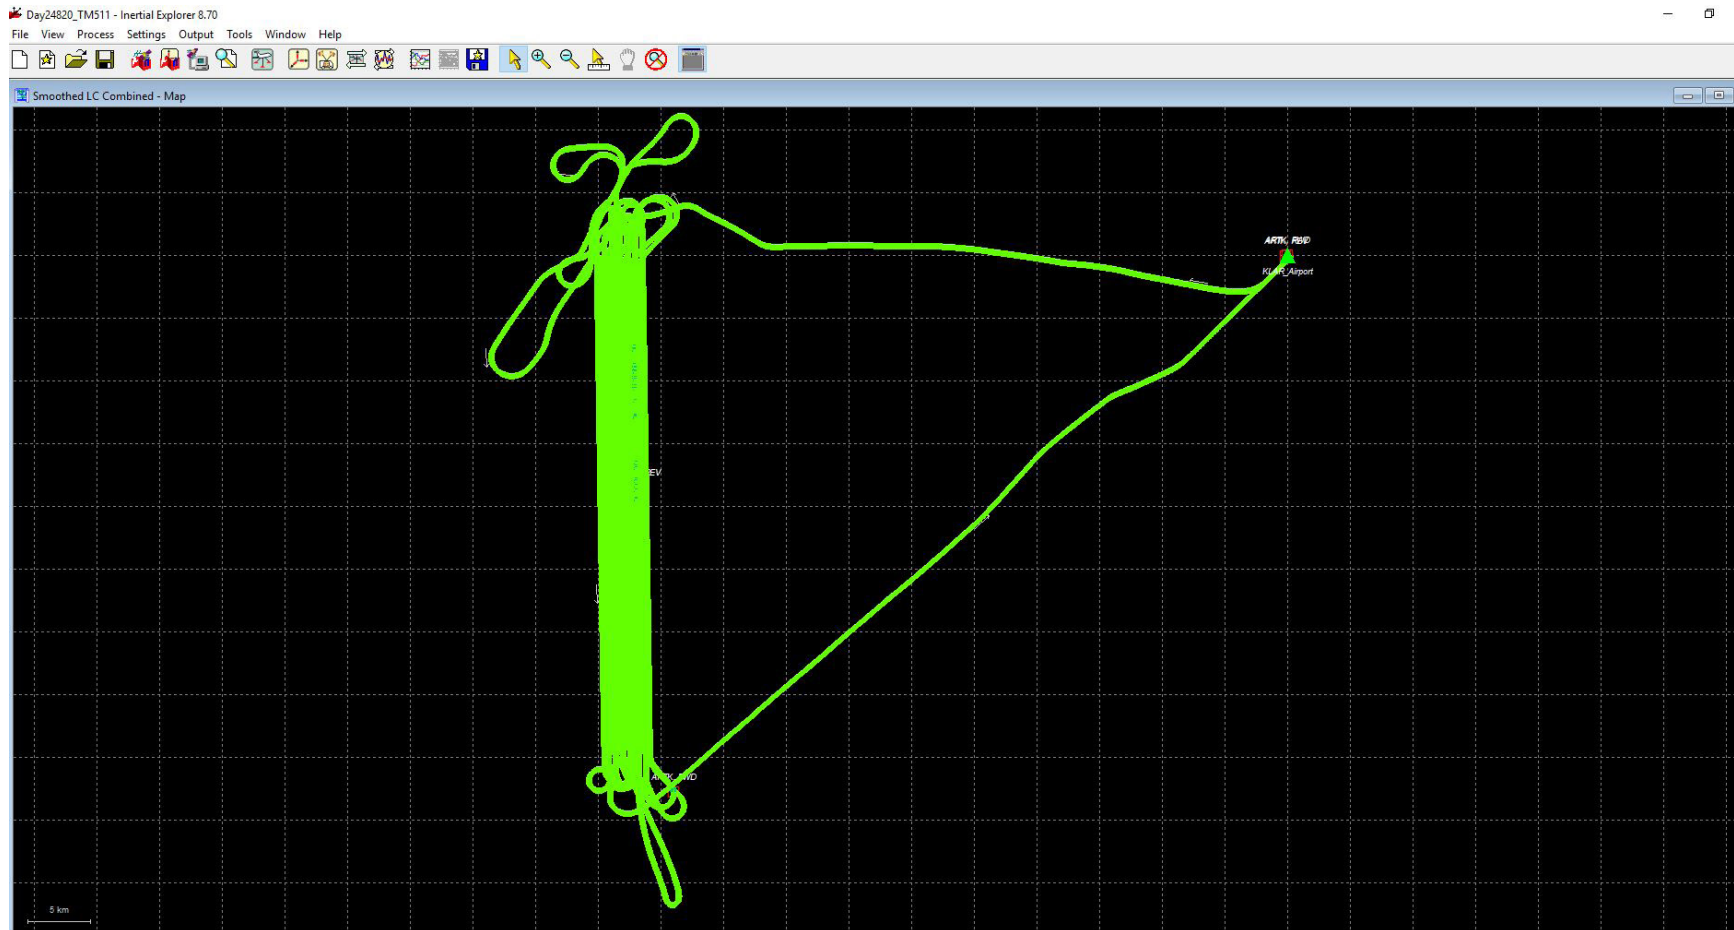 Day24820_TM511 - Inertial Explorer 8.70
File View Process Settings Output Tools Window Help
Smoothed LC Combined - Map
5 km